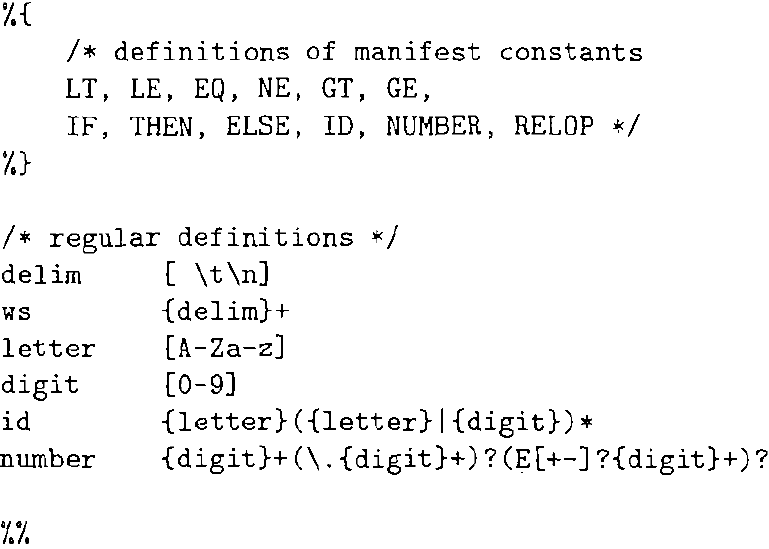 %{
    /* definitions of manifest constants
    LT, LE, EQ, NE, GT, GE,
    IF, THEN, ELSE, ID, NUMBER, RELOP */
%}
/* regular definitions */
delim     [ \t\n]
ws        {delim}+
letter    [A-Za-z]
digit     [0-9]
id        {letter}({letter}|{digit})*
number    {digit}+(\.{digit}+)?(E[+-]?{digit}+)?
%%